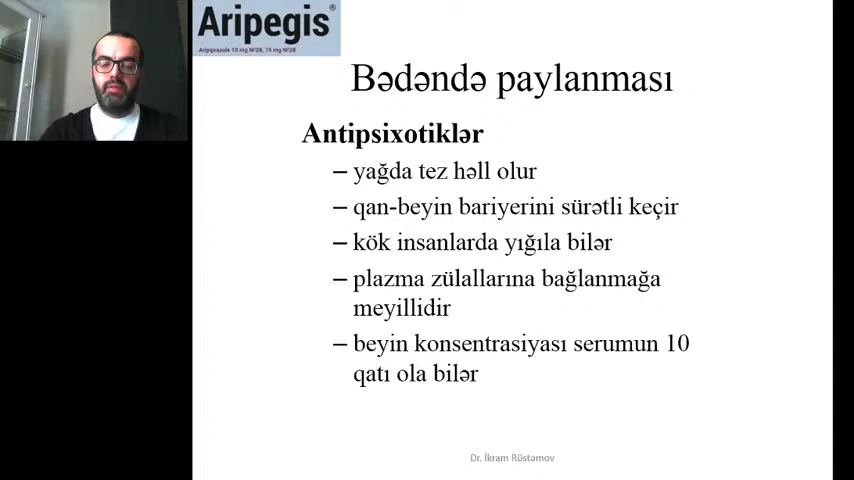 Aripegis®
Aripiprazole 10 mg №28, 15 mg №28
Bədəndə paylanması
Antipsixotiklər
– yağda tez həll olur
– qan-beyin bariyerini sürətli keçir
– kök insanlarda yığıla bilər
– plazma zülallarına bağlanmağa
meyillidir
– beyin konsentrasiyası serumun 10
qatı ola bilər
Dr. İkram Rüstəmov